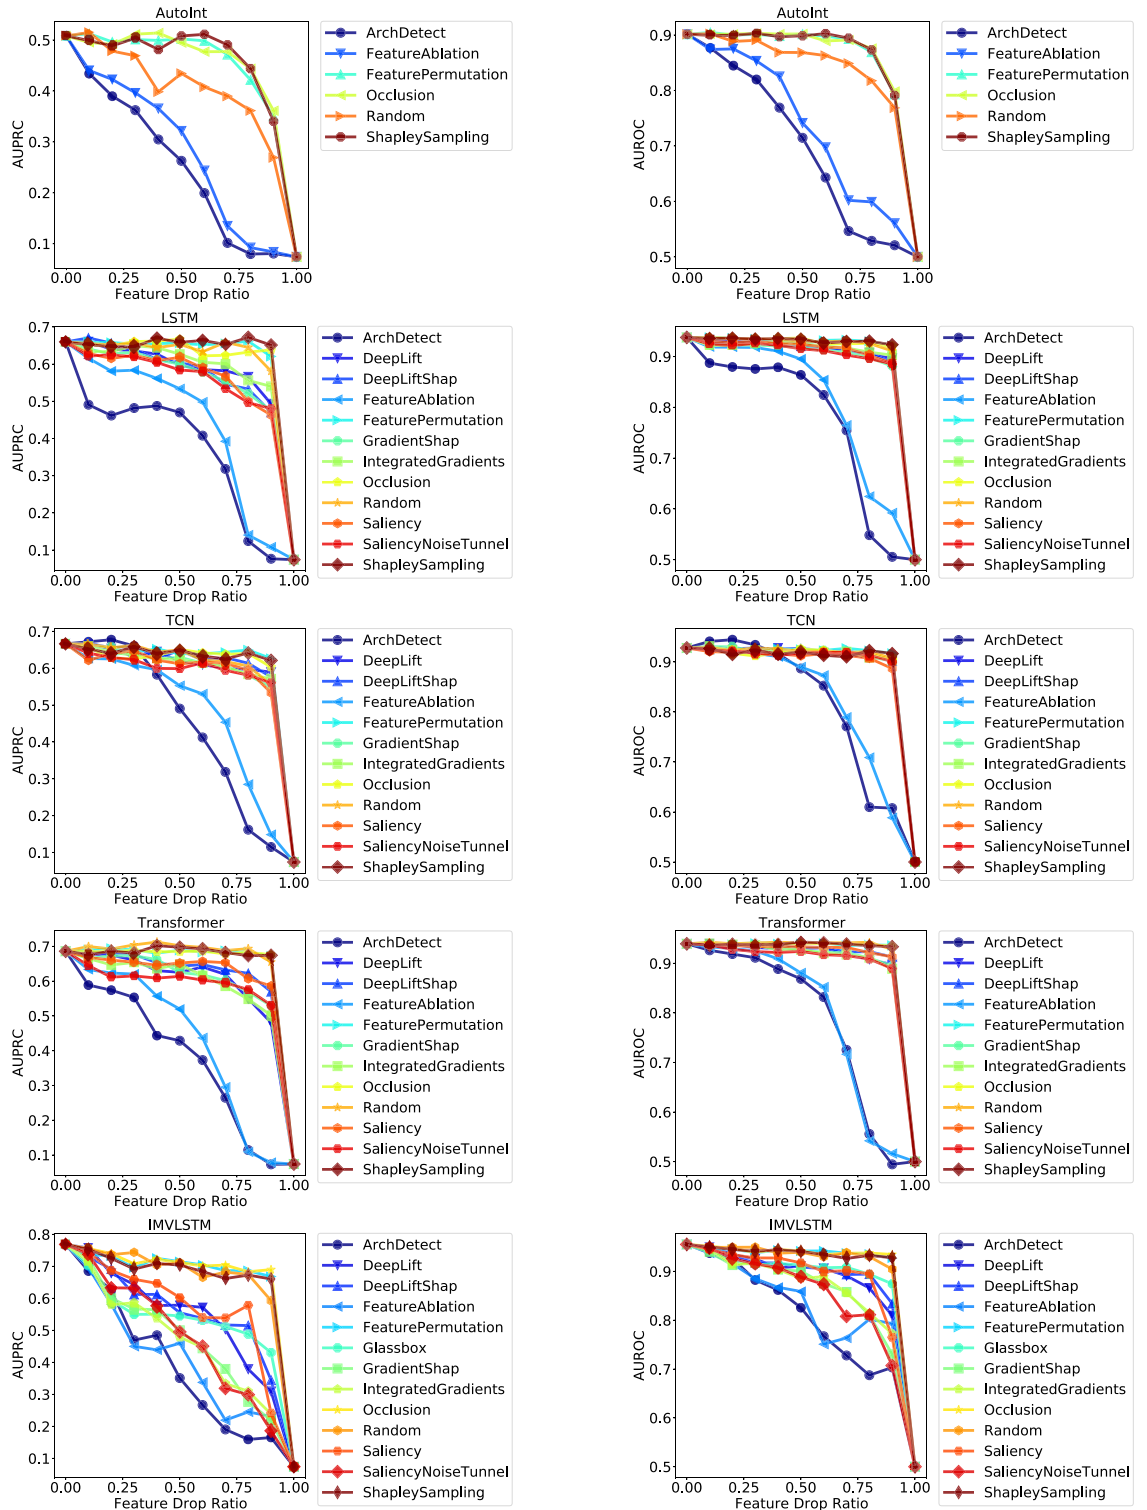 AutoInt
AUPRC
0.5
0.4
0.3
0.2
0.1
0.00 0.25 0.50 0.75 1.00
Feature Drop Ratio
ArchDetect
FeatureAblation
FeaturePermutation
Occlusion
Random
ShapleySampling
AutoInt
AUROC
0.9
0.8
0.7
0.6
0.5
0.00 0.25 0.50 0.75 1.00
Feature Drop Ratio
ArchDetect
FeatureAblation
FeaturePermutation
Occlusion
Random
ShapleySampling
LSTM
AUPRC
0.7
0.6
0.5
0.4
0.3
0.2
0.1
0.00 0.25 0.50 0.75 1.00
Feature Drop Ratio
ArchDetect
DeepLift
DeepLiftShap
FeatureAblation
FeaturePermutation
GradientShap
IntegratedGradients
Occlusion
Random
Saliency
SaliencyNoiseTunnel
ShapleySampling
LSTM
AUROC
0.9
0.8
0.7
0.6
0.5
0.00 0.25 0.50 0.75 1.00
Feature Drop Ratio
ArchDetect
DeepLift
DeepLiftShap
FeatureAblation
FeaturePermutation
GradientShap
IntegratedGradients
Occlusion
Random
Saliency
SaliencyNoiseTunnel
ShapleySampling
TCN
AUPRC
0.7
0.6
0.5
0.4
0.3
0.2
0.1
0.00 0.25 0.50 0.75 1.00
Feature Drop Ratio
ArchDetect
DeepLift
DeepLiftShap
FeatureAblation
FeaturePermutation
GradientShap
IntegratedGradients
Occlusion
Random
Saliency
SaliencyNoiseTunnel
ShapleySampling
TCN
AUROC
0.9
0.8
0.7
0.6
0.5
0.00 0.25 0.50 0.75 1.00
Feature Drop Ratio
ArchDetect
DeepLift
DeepLiftShap
FeatureAblation
FeaturePermutation
GradientShap
IntegratedGradients
Occlusion
Random
Saliency
SaliencyNoiseTunnel
ShapleySampling
Transformer
AUPRC
0.7
0.6
0.5
0.4
0.3
0.2
0.1
0.00 0.25 0.50 0.75 1.00
Feature Drop Ratio
ArchDetect
DeepLift
DeepLiftShap
FeatureAblation
FeaturePermutation
GradientShap
IntegratedGradients
Occlusion
Random
Saliency
SaliencyNoiseTunnel
ShapleySampling
Transformer
AUROC
0.9
0.8
0.7
0.6
0.5
0.00 0.25 0.50 0.75 1.00
Feature Drop Ratio
ArchDetect
DeepLift
DeepLiftShap
FeatureAblation
FeaturePermutation
GradientShap
IntegratedGradients
Occlusion
Random
Saliency
SaliencyNoiseTunnel
ShapleySampling
IMVLSTM
AUPRC
0.8
0.7
0.6
0.5
0.4
0.3
0.2
0.1
0.00 0.25 0.50 0.75 1.00
Feature Drop Ratio
ArchDetect
DeepLift
DeepLiftShap
FeatureAblation
FeaturePermutation
Glassbox
GradientShap
IntegratedGradients
Occlusion
Random
Saliency
SaliencyNoiseTunnel
ShapleySampling
IMVLSTM
AUROC
0.9
0.8
0.7
0.6
0.5
0.00 0.25 0.50 0.75 1.00
Feature Drop Ratio
ArchDetect
DeepLift
DeepLiftShap
FeatureAblation
FeaturePermutation
Glassbox
GradientShap
IntegratedGradients
Occlusion
Random
Saliency
SaliencyNoiseTunnel
ShapleySampling